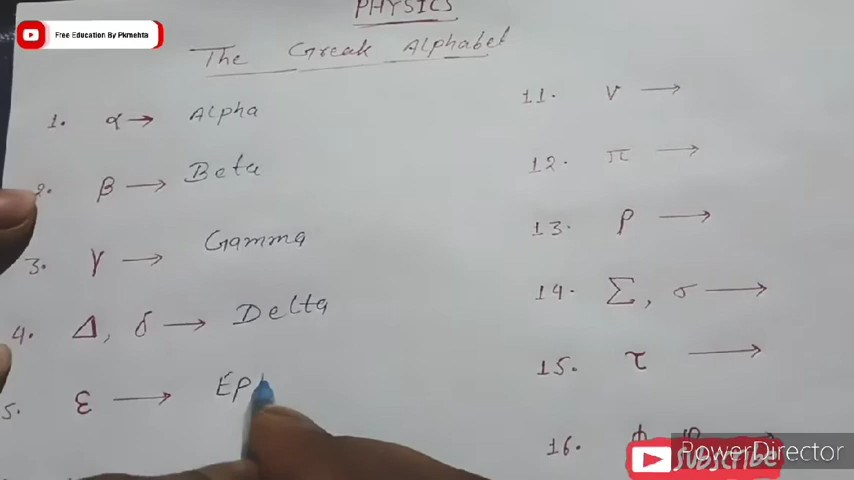 PHYSICS
Free Education By Pkmehta
The Greak Alphabet
1. α → Alpha
2. β → Beta
3. γ → Gamma
4. Δ, δ → Delta
5. ε → Ep
11. ν →
12. π →
13. ρ →
14. Σ, σ →
15. τ →
16.
SUBSCRIBE
PowerDirector